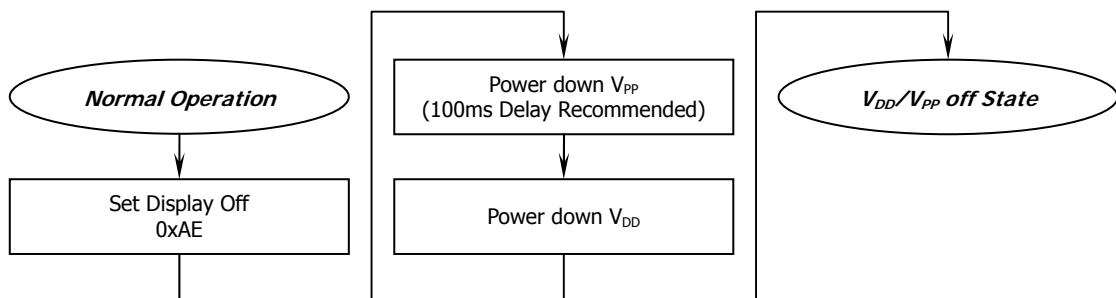 Normal Operation
Set Display Off
0xAE
Power down VPP
(100ms Delay Recommended)
Power down VDD
VDD/VPP off State